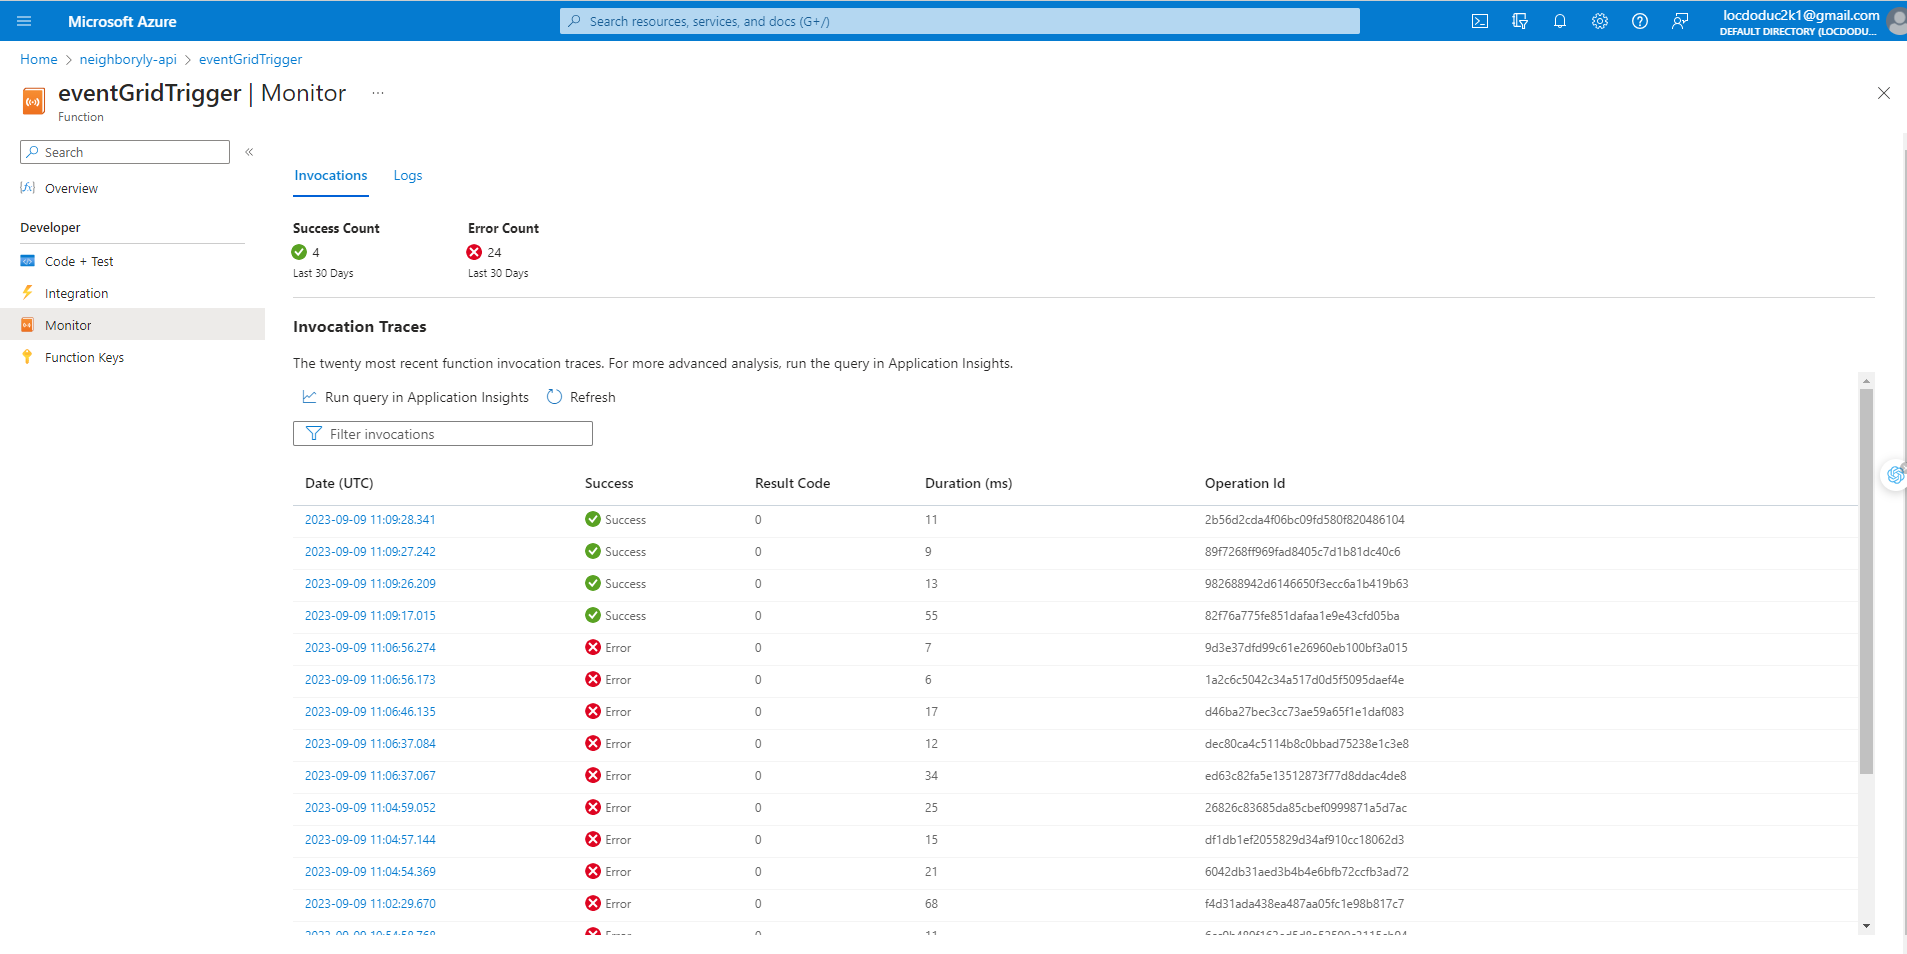 Microsoft Azure
Search resources, services, and docs (G+/)
locdoduc2k1@gmail.com
DEFAULT DIRECTORY (LOCDODU...
Home > neighboryly-api > eventGridTrigger
eventGridTrigger | Monitor ...
Function
Search
«
Overview
Developer
Code + Test
Integration
Monitor
Function Keys
Invocations Logs
Success Count Error Count
4 24
Last 30 Days Last 30 Days
Invocation Traces
The twenty most recent function invocation traces. For more advanced analysis, run the query in Application Insights.
Run query in Application Insights Refresh
Filter invocations
Date (UTC) Success Result Code Duration (ms) Operation Id
2023-09-09 11:09:28.341 Success 0 11 2b56d2cda4f06bc09fd580f820486104
2023-09-09 11:09:27.242 Success 0 9 89f7268ff969fad8405c7d1b81dc40c6
2023-09-09 11:09:26.209 Success 0 13 982688942d6146650f3ecc6a1b419b63
2023-09-09 11:09:17.015 Success 0 55 82f76a775fe851dafaa1e9e43cfd05ba
2023-09-09 11:06:56.274 Error 0 7 9d3e37dfd99c61e26960eb100bf3a015
2023-09-09 11:06:56.173 Error 0 6 1a2c6c5042c34a517d0d5f5095daef4e
2023-09-09 11:06:46.135 Error 0 17 d46ba27bec3cc73ae59a65f1e1daf083
2023-09-09 11:06:37.084 Error 0 12 dec80ca4c5114b8c0bbad75238e1c3e8
2023-09-09 11:06:37.067 Error 0 34 ed63c82fa5e13512873f77d8ddac4de8
2023-09-09 11:04:59.052 Error 0 25 26826c83685da85cbef0999871a5d7ac
2023-09-09 11:04:57.144 Error 0 15 df1db1ef2055829d34af910cc18062d3
2023-09-09 11:04:54.369 Error 0 21 6042db31aed3b4b4e6bfb72ccfb3ad72
2023-09-09 11:02:29.670 Error 0 68 f4d31ada438ea487aa05fc1e98b817c7
2023-09-09 10:54:58.768 Error 0 11